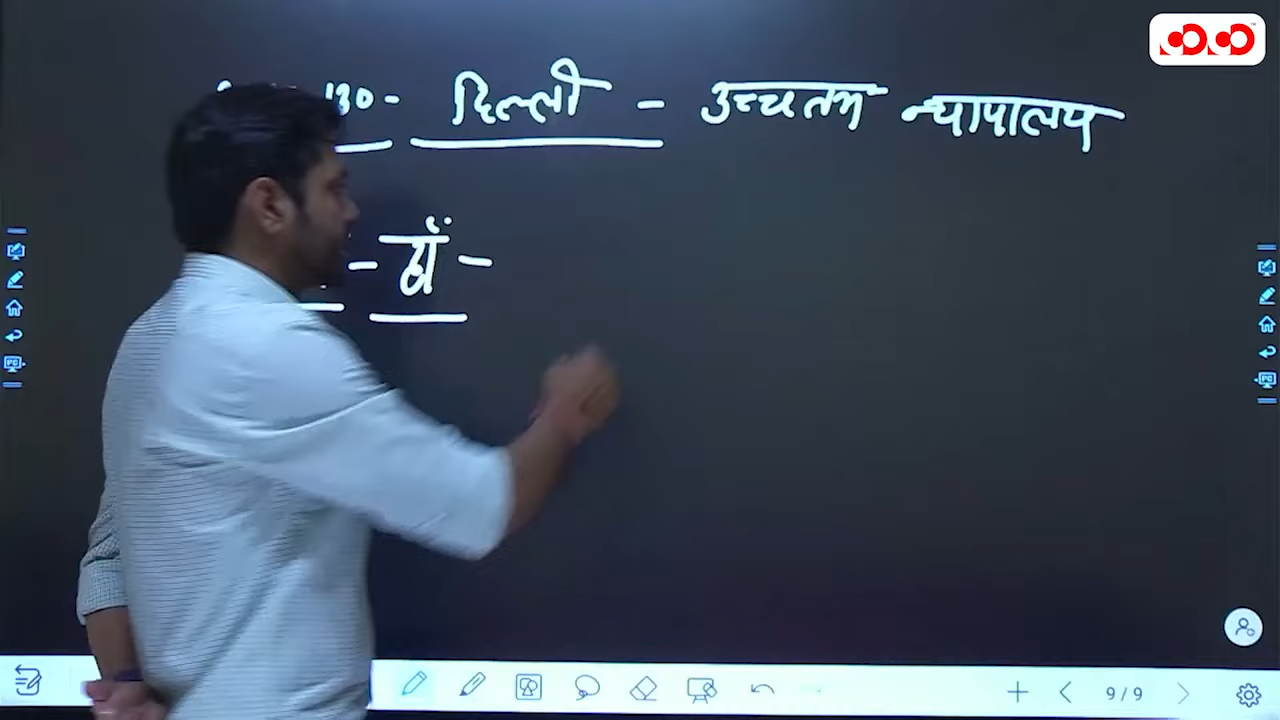 130- दिल्ली - उच्चतम न्यायालय
- हाँ -
9/9